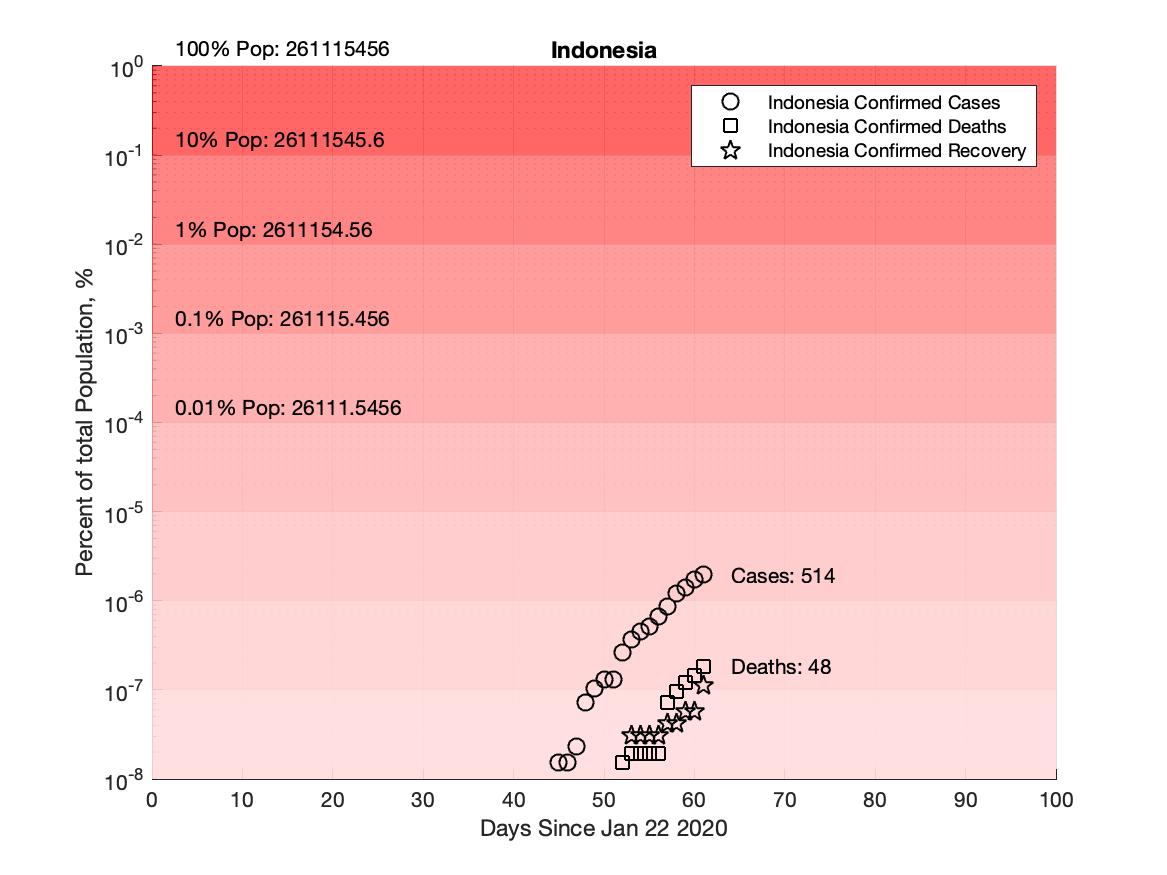 100% Pop: 261115456
Indonesia
10^0
10% Pop: 26111545.6
10^-1
1% Pop: 2611154.56
10^-2
0.1% Pop: 261115.456
10^-3
0.01% Pop: 26111.5456
10^-4
10^-5
10^-6
10^-7
10^-8
Percent of total Population, %
Indonesia Confirmed Cases
Indonesia Confirmed Deaths
Indonesia Confirmed Recovery
Cases: 514
Deaths: 48
0 10 20 30 40 50 60 70 80 90 100
Days Since Jan 22 2020